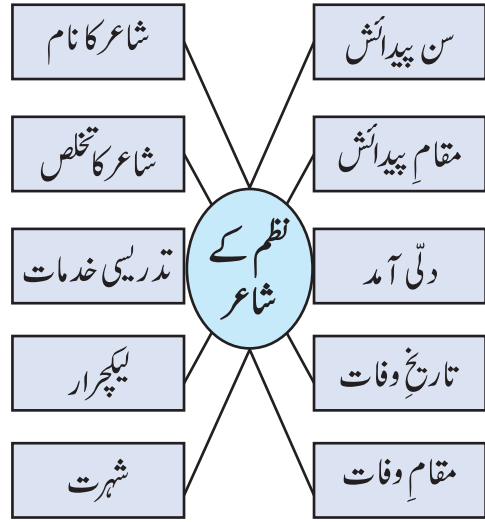 سن پیدائش
شاعر کا نام
مقامِ پیدائش
شاعر کا تخلص
نظم کے
شاعر
دلّی آمد
تدریسی خدمات
تاریخِ وفات
لیکچرار
مقامِ وفات
شہرت